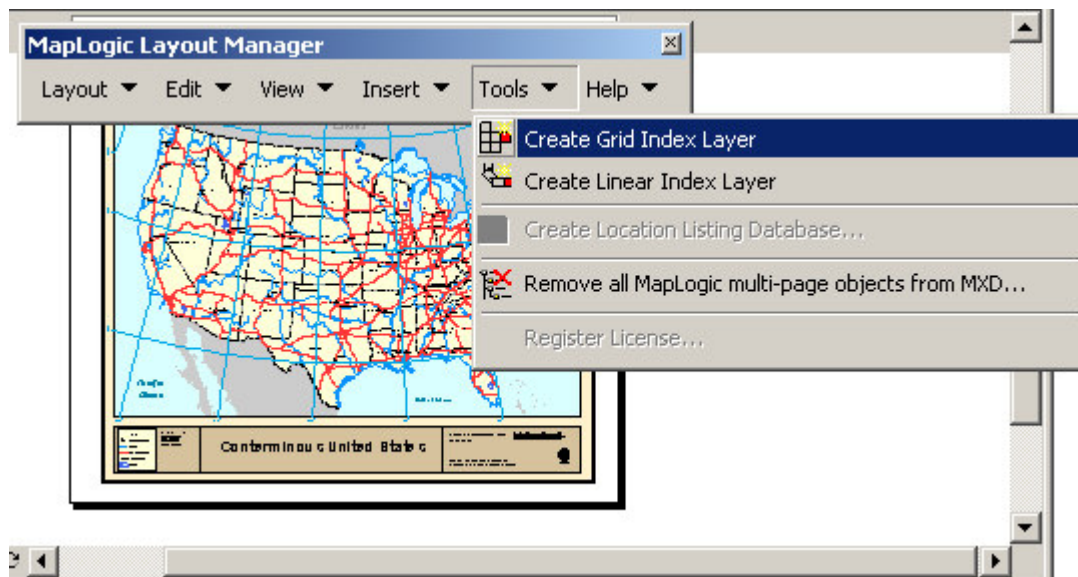 MapLogic Layout Manager
Layout Edit View Insert Tools Help
Create Grid Index Layer
Create Linear Index Layer
Create Location Listing Database...
Remove all MapLogic multi-page objects from MXD...
Register License...
Conterminous United States